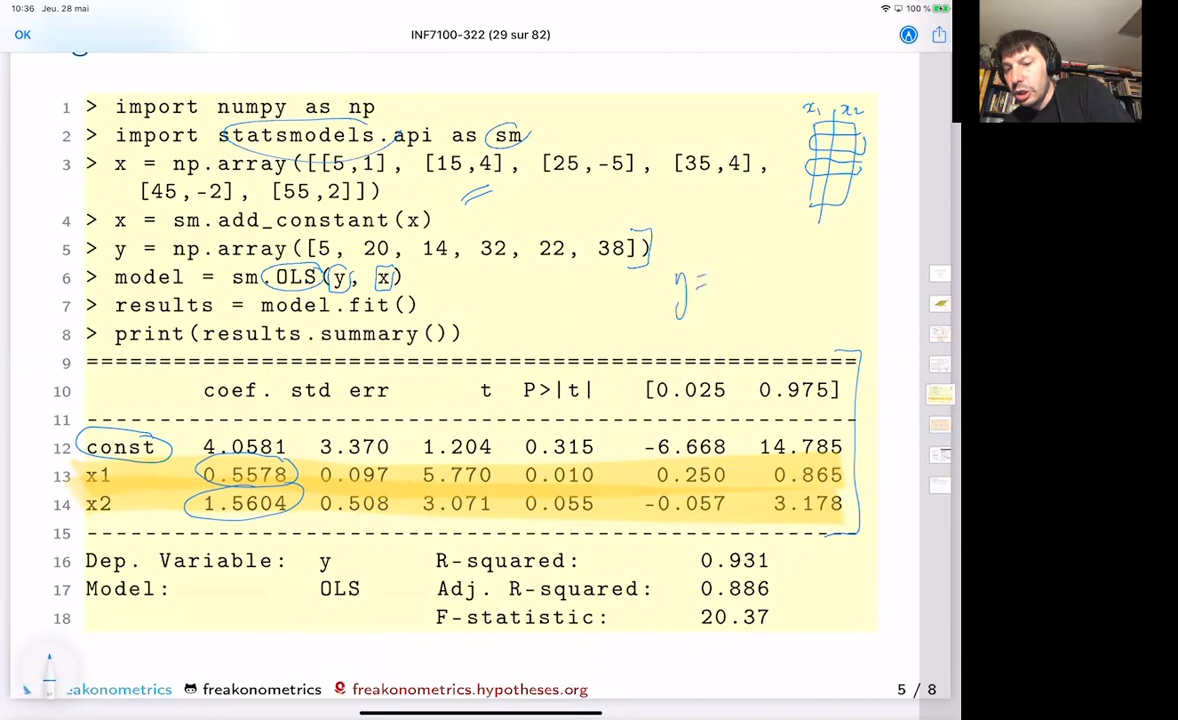 10:36 Jeu. 28 mai
100 %
OK
INF7100-322 (29 sur 82)
x1 x2
1 > import numpy as np
2 > import statsmodels.api as sm
3 > x = np.array([[5,1], [15,4], [25,-5], [35,4],
[45,-2], [55,2]])
4 > x = sm.add_constant(x)
5 > y = np.array([5, 20, 14, 32, 22, 38])
6 > model = sm.OLS(y, x)
y =
7 > results = model.fit()
8 > print(results.summary())
9 =====================================================
10 coef. std err t P>|t| [0.025 0.975]
11 -----------------------------------------------------
12 const 4.0581 3.370 1.204 0.315 -6.668 14.785
13 x1 0.5578 0.097 5.770 0.010 0.250 0.865
14 x2 1.5604 0.508 3.071 0.055 -0.057 3.178
15 -----------------------------------------------------
16 Dep. Variable: y R-squared: 0.931
17 Model: OLS Adj. R-squared: 0.886
18 F-statistic: 20.37
akonometrics freakonometrics freakonometrics.hypotheses.org 5 / 8